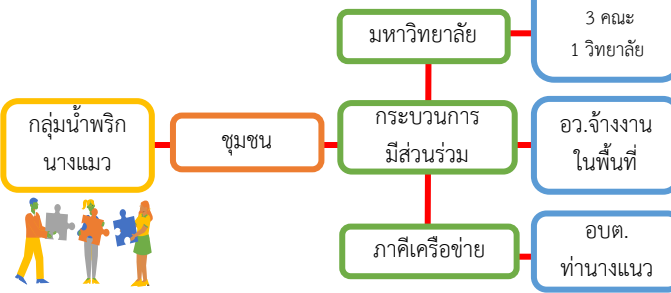 กลุ่มน้ำพริก
นางแมว
ชุมชน
มหาวิทยาลัย
กระบวนการ
มีส่วนร่วม
ภาคีเครือข่าย
3 คณะ
1 วิทยาลัย
อว.จ้างงาน
ในพื้นที่
อบต.
ท่านางแนว